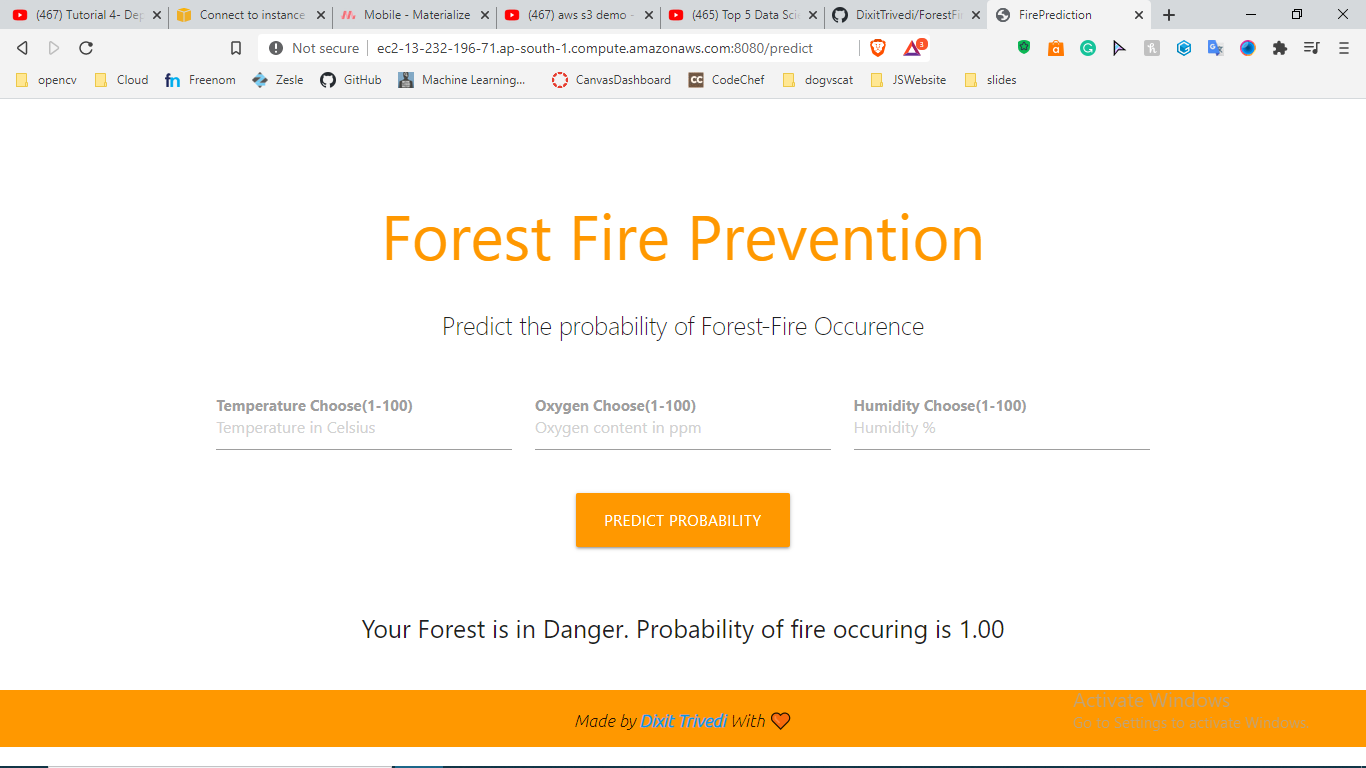 (467) Tutorial 4- Dep
Connect to instance
Mobile - Materialize
(467) aws s3 demo -
(465) Top 5 Data Scie
DixitTrivedi/ForestFir
FirePrediction
Not secure
ec2-13-232-196-71.ap-south-1.compute.amazonaws.com:8080/predict
3
opencv
Cloud
Freenom
Zesle
GitHub
Machine Learning...
CanvasDashboard
CodeChef
dogvscat
JSWebsite
slides
Forest Fire Prevention
Predict the probability of Forest-Fire Occurence
Temperature Choose(1-100)
Temperature in Celsius
Oxygen Choose(1-100)
Oxygen content in ppm
Humidity Choose(1-100)
Humidity %
PREDICT PROBABILITY
Your Forest is in Danger. Probability of fire occuring is 1.00
Made by Dixit Trivedi With
Activate Windows
Go to Settings to activate Windows.